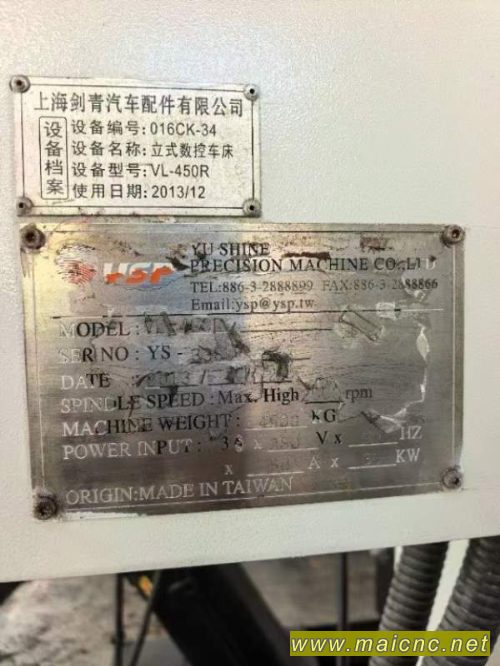 上海剑青汽车配件有限公司
设备档案
设备编号:016CK-34
设备名称:立式数控车床
设备型号:VL-450R
使用日期:2013/12
YSP
YU SHINE
PRECISION MACHINE CO.,LTD
TEL:886-3-2888899 FAX:886-3-2888866
Email:ysp@ysp.tw
MODEL:
SER NO: YS -
DATE
SPINDLE SPEED: Max. High rpm
MACHINE WEIGHT: KG
POWER INPUT: x 380 V x HZ
x A x KW
ORIGIN:MADE IN TAIWAN
www.maicnc.net